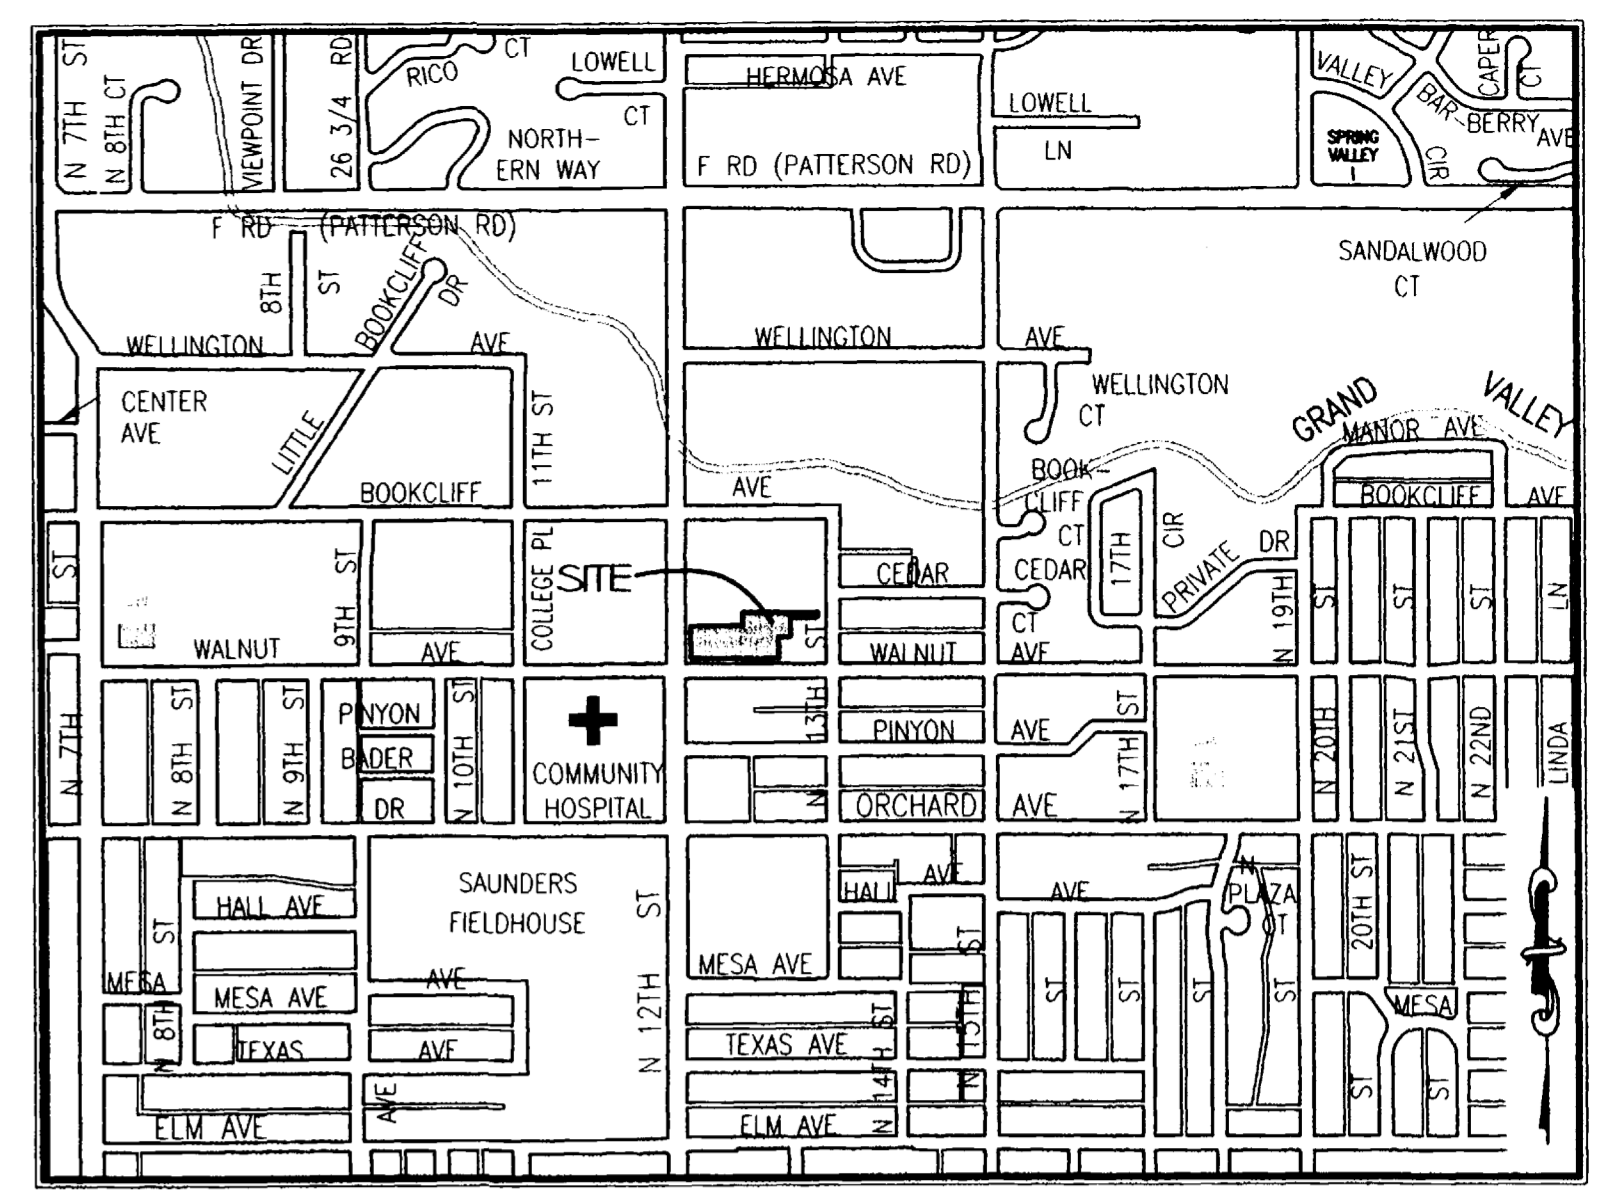 N 7TH ST
N 8TH CT
VIEWPOINT DR
26 3/4 RD
RICO
CT
LOWELL
CT
NORTH-
ERN WAY
HERMOSA AVE
F RD (PATTERSON RD)
LOWELL
LN
VALLEY
CIR
SPRING
VALLEY
CAPER
CT
BAR-BERRY
AVE
SANDALWOOD
CT
F RD (PATTERSON RD)
8TH ST
LITTLE BOOKCLIFF DR
WELLINGTON AVE
WELLINGTON AVE
WELLINGTON
CT
CENTER
AVE
11TH ST
BOOKCLIFF AVE
GRAND VALLEY
MANOR AVE
BOOKCLIFF AVE
BOOK-
CLIFF
CT
CEDAR
CT
17TH CIR
PRIVATE DR
N 19TH
ST
ST
ST
LN
ST
9TH ST
COLLEGE PL
SITE
ST
CEDAR
WALNUT AVE
WALNUT AVE
N 7TH
N 8TH ST
N 9TH ST
PINYON
BADER
DR
N 10TH ST
COMMUNITY
HOSPITAL
N 13TH
PINYON AVE
ORCHARD AVE
N 17TH ST
N 20TH
N 21ST
N 22ND
LINDA
SAUNDERS
FIELDHOUSE
N 12TH ST
HALL AVE
HALL AVE
AVE
N
PLAZA
CT
20TH ST
ST
MESA
MESA AVE
AVE
MESA AVE
MESA
N 8TH
TEXAS
AVE
TEXAS AVE
N 14TH ST
N 15TH ST
ST
ST
ST
ST
ST
ST
AVE
ELM AVE
ELM AVE